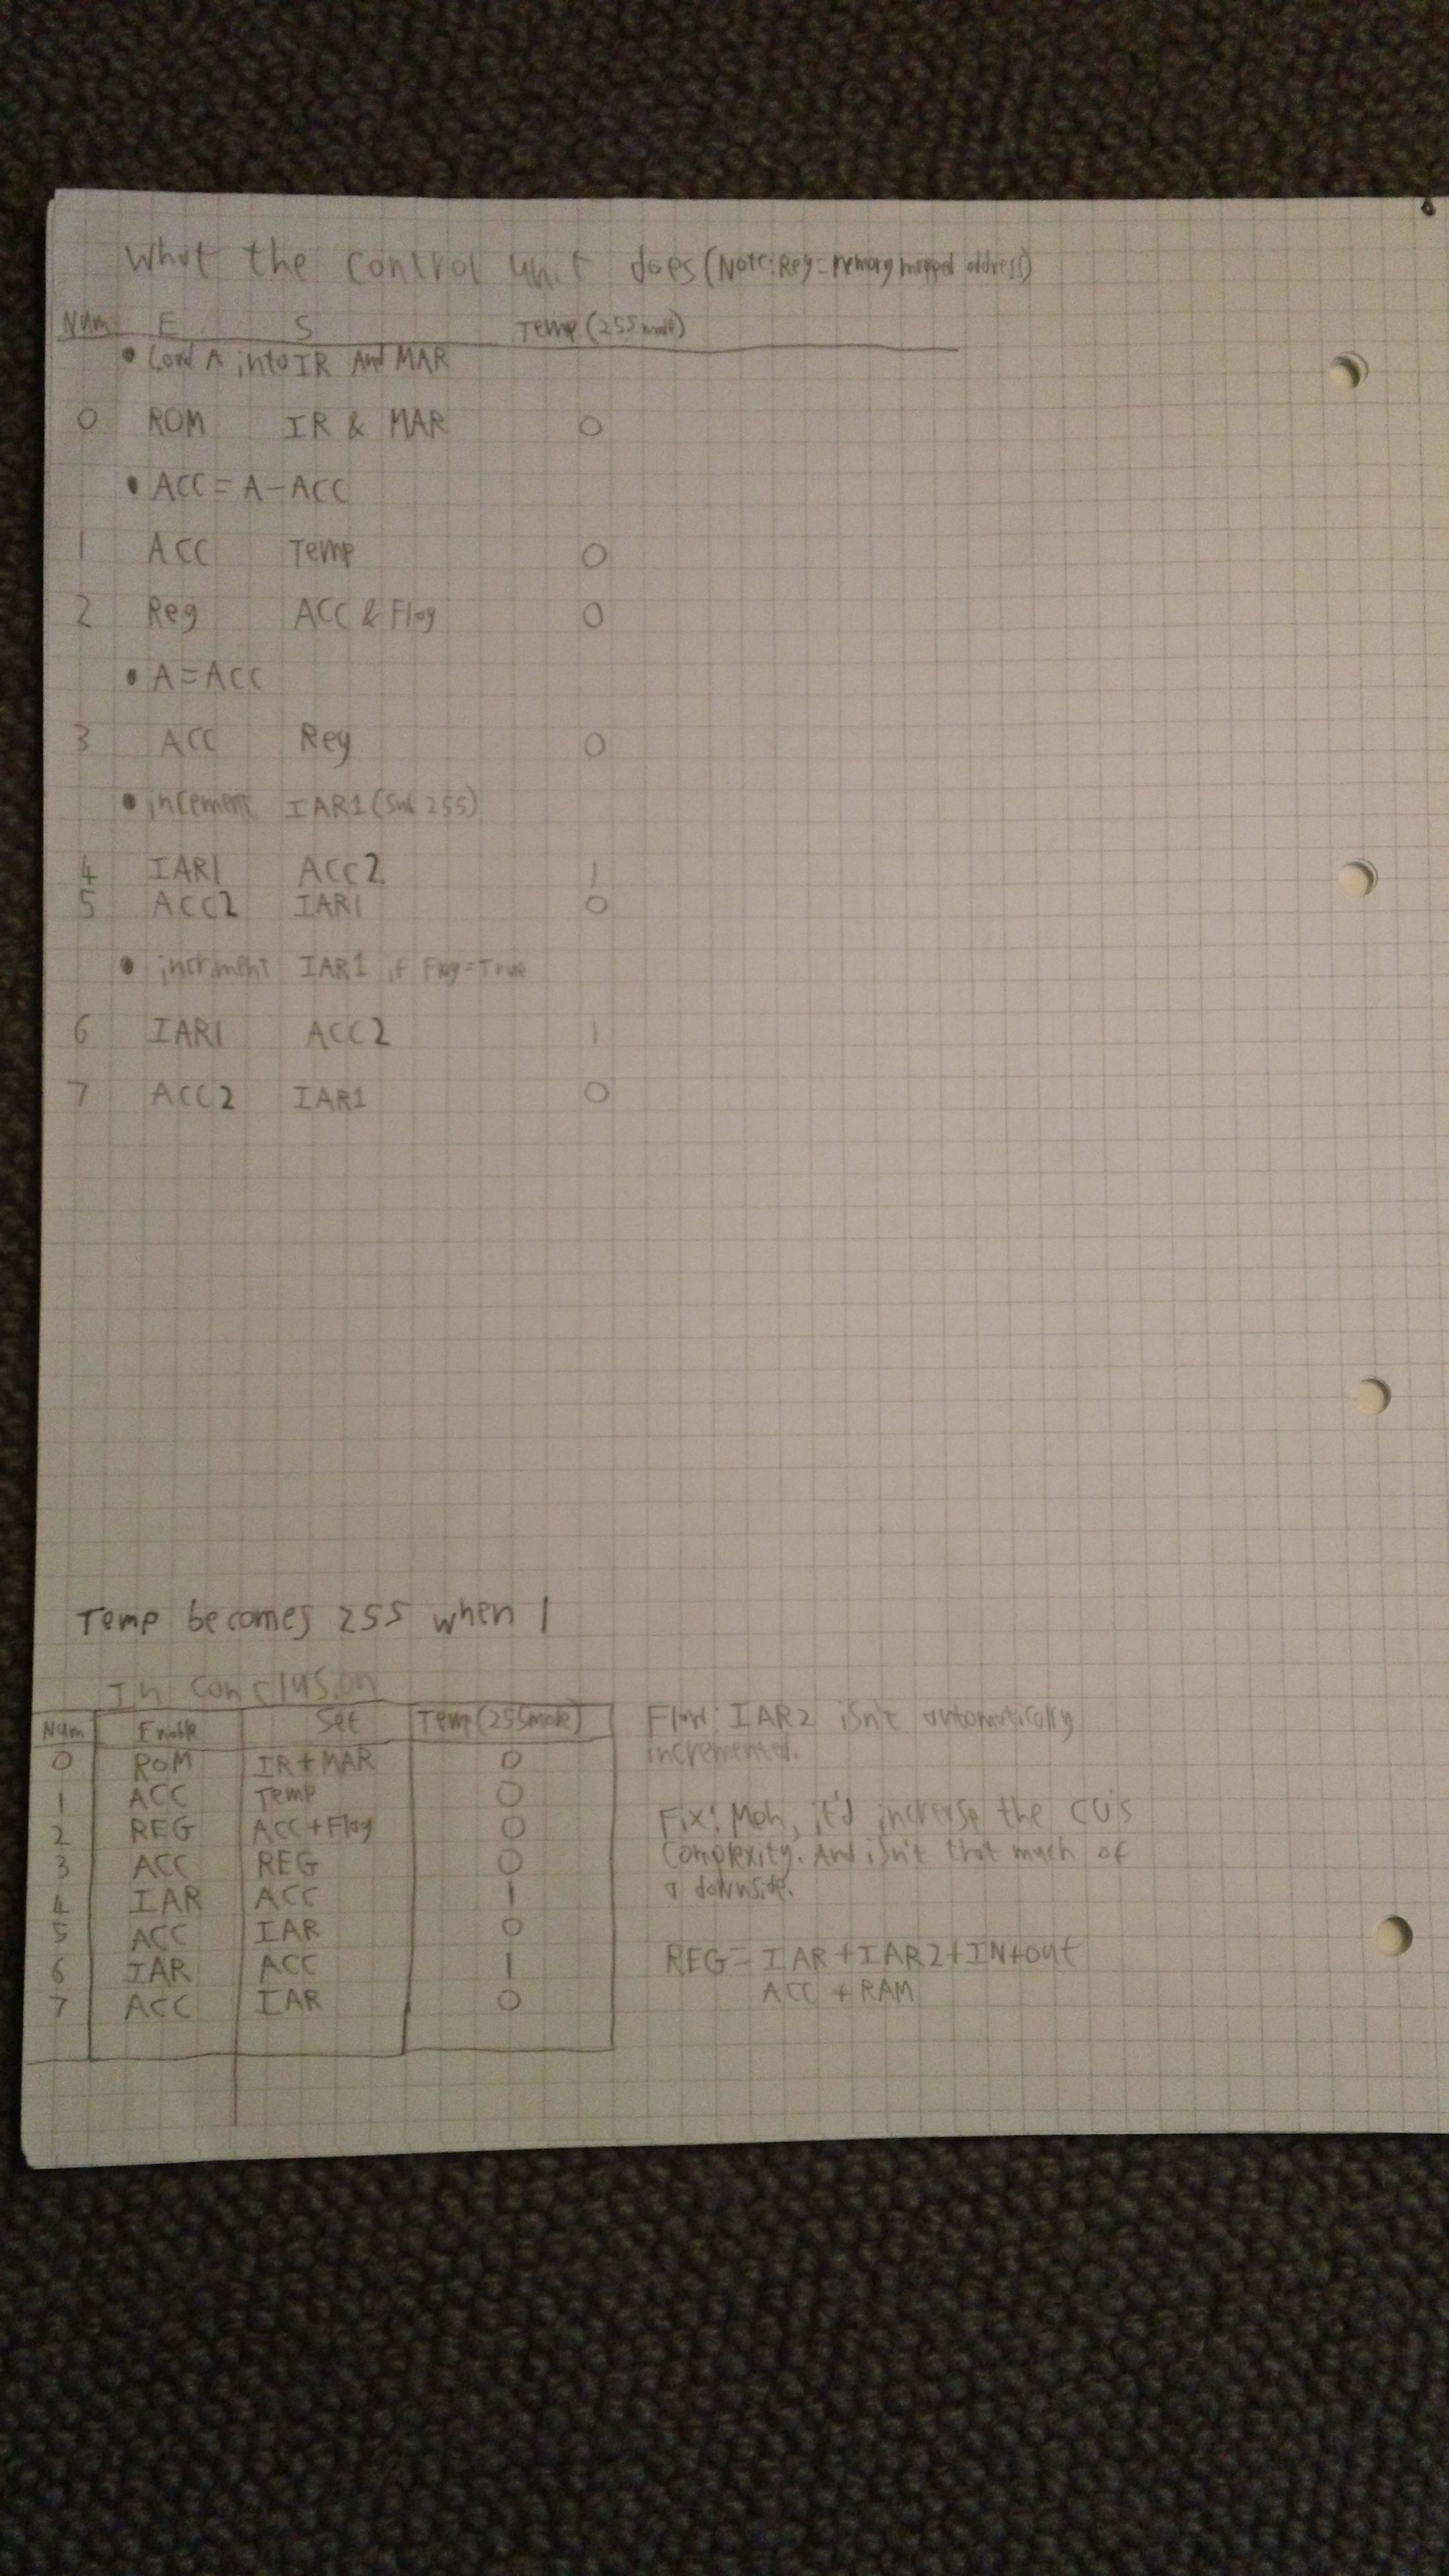 What the control unit does (Note: Reg = memory mapped address)
Num E S Temp (255 mode)
• Load A into IR And MAR
0 ROM IR & MAR 0
• ACC = A - ACC
1 ACC Temp 0
2 Reg ACC & Flag 0
• A = ACC
3 ACC Reg 0
• incement IAR1 (Sub 255)
4 IAR1 ACC2 1
5 ACC2 IAR1 0
• incriment IAR1 if Flag = True
6 IAR1 ACC2 1
7 ACC2 IAR1 0
Temp becomes 255 when 1
In conclusion
Num Enable Set Temp (255mode)
0 ROM IR + MAR 0
1 ACC Temp 0
2 REG ACC + Flag 0
3 ACC REG 0
4 IAR ACC 1
5 ACC IAR 0
6 IAR ACC 1
7 ACC IAR 0
Flaw: IAR2 isn't automatically
incremented.
Fix: Meh, it'd increase the CU's
complexity. And isn't that much of
a downside.
REG = IAR + IAR2 + IN + out
ACC + RAM